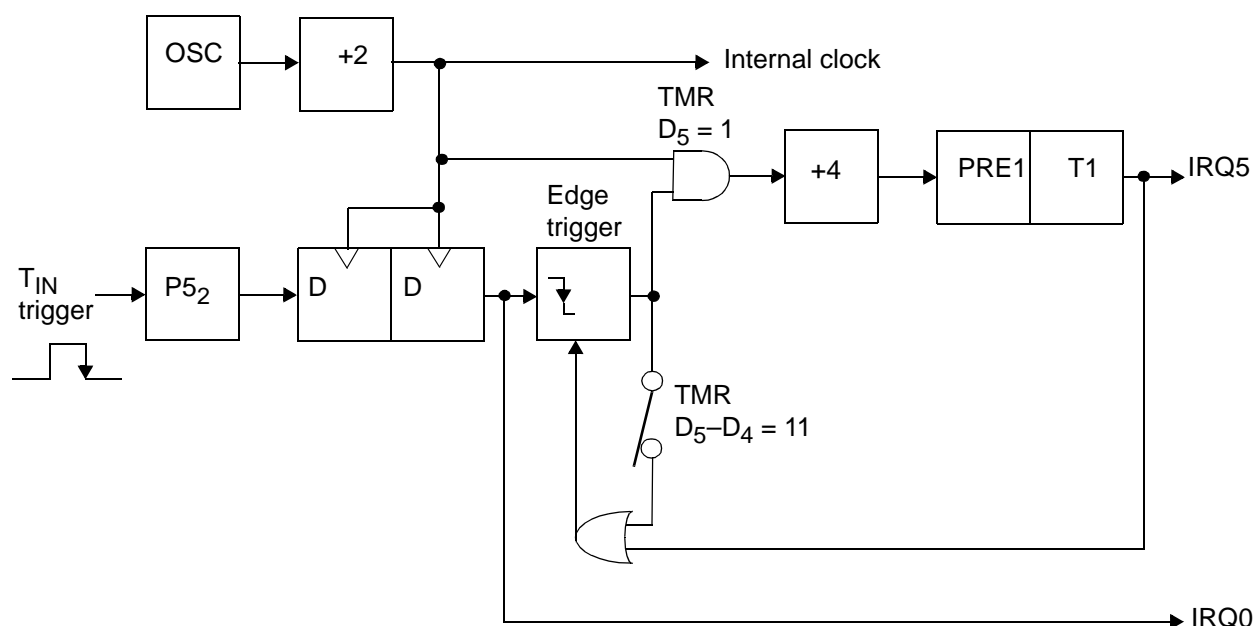 OSC
+2
Internal clock
TMR
D5 = 1
+4
PRE1
T1
IRQ5
Edge
trigger
TIN
trigger
P52
D
D
TMR
D5–D4 = 11
IRQ0